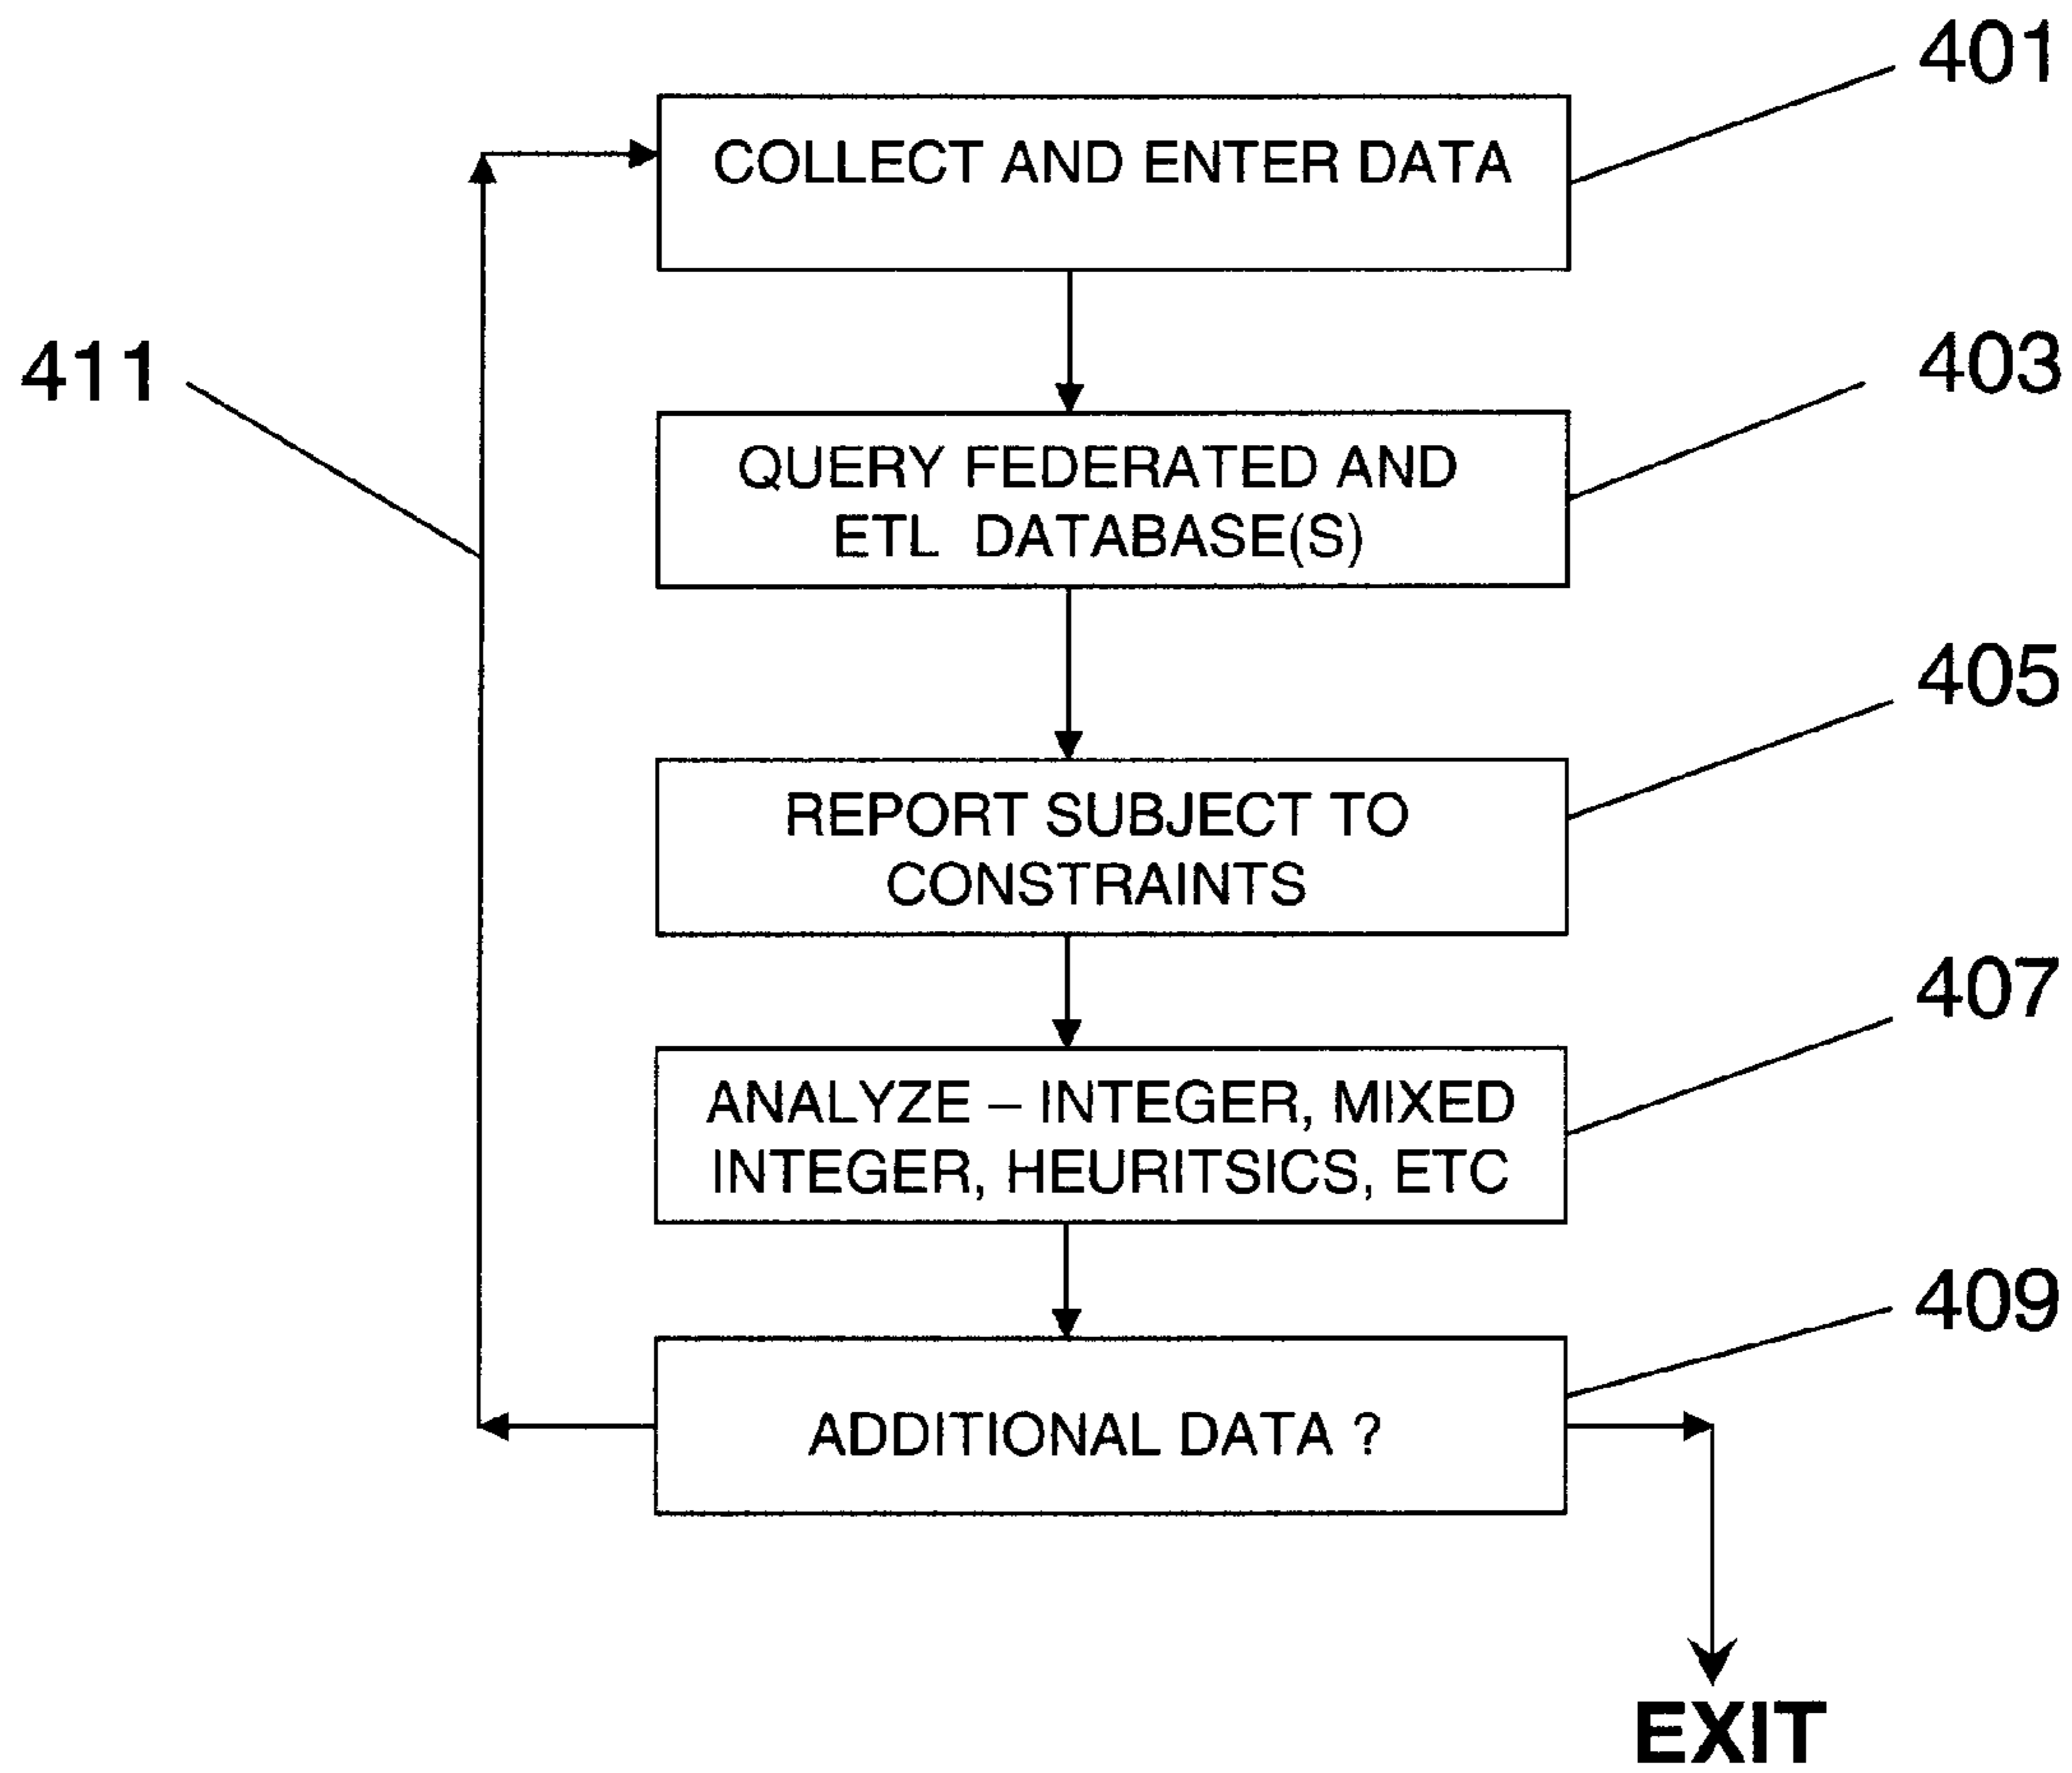 401
COLLECT AND ENTER DATA
411
403
QUERY FEDERATED AND
ETL DATABASE(S)
405
REPORT SUBJECT TO
CONSTRAINTS
407
ANALYZE – INTEGER, MIXED
INTEGER, HEURITSICS, ETC
409
ADDITIONAL DATA ?
EXIT